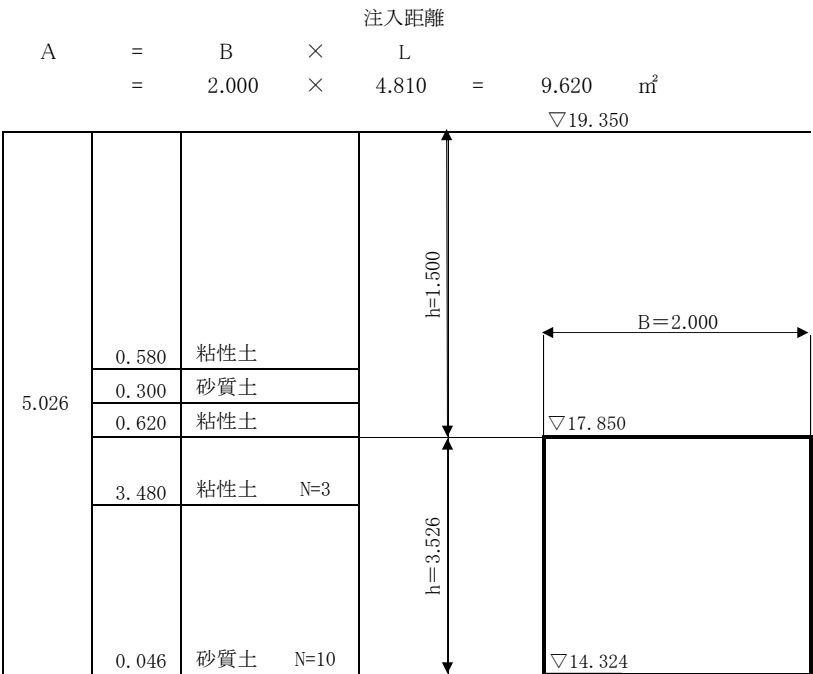 注入距離
A = B × L
= 2.000 × 4.810 = 9.620 ㎡
▽19.350
h=1.500
B＝2.000
0.580 粘性土
0.300 砂質土
5.026
0.620 粘性土
▽17.850
3.480 粘性土 N=3
h＝3.526
0.046 砂質土 N=10
▽14.324